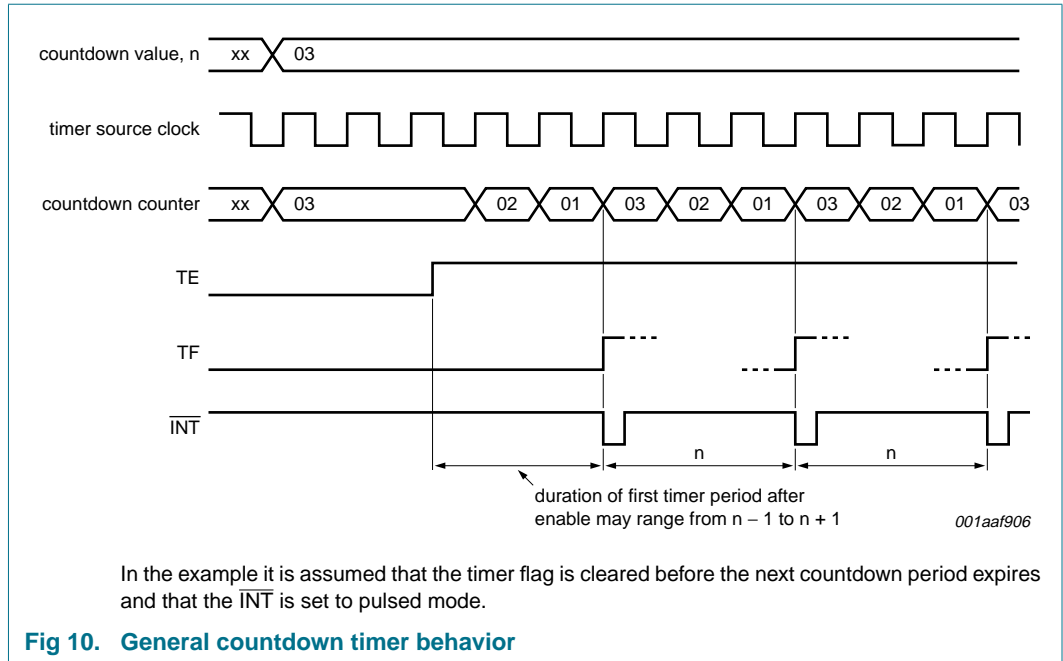 countdown value, n xx 03
timer source clock
countdown counter xx 03 02 01 03 02 01 03 02 01 03
TE
TF
INT
n n
duration of first timer period after
enable may range from n − 1 to n + 1
001aaf906
In the example it is assumed that the timer flag is cleared before the next countdown period expires
and that the INT is set to pulsed mode.
Fig 10. General countdown timer behavior